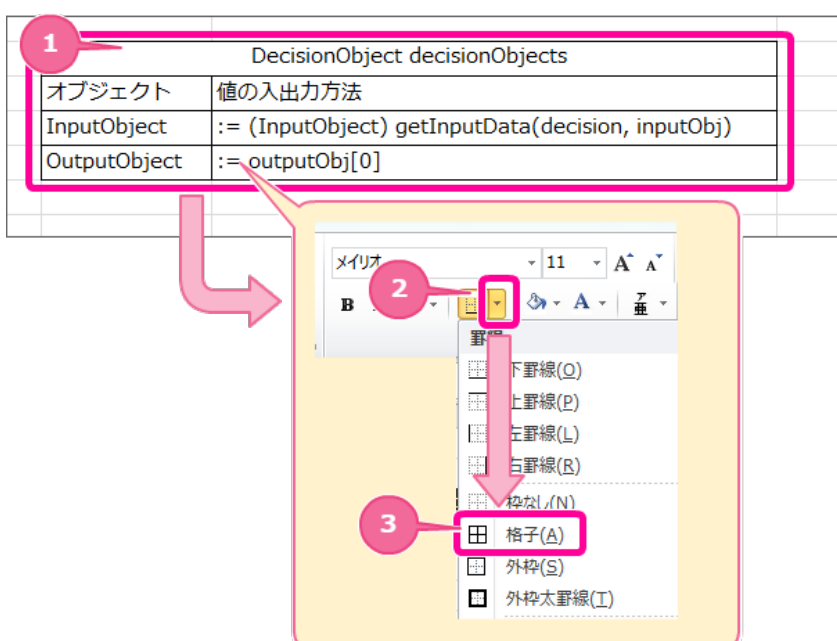 1
DecisionObject decisionObjects
オブジェクト 値の入出力方法
InputObject := (InputObject) getInputData(decision, inputObj)
OutputObject := outputObj[0]
メイリオ 11 A A
2
B A ア亜
下罫線(O)
上罫線(P)
左罫線(L)
右罫線(R)
枠なし(N)
3
格子(A)
外枠(S)
外枠太罫線(T)